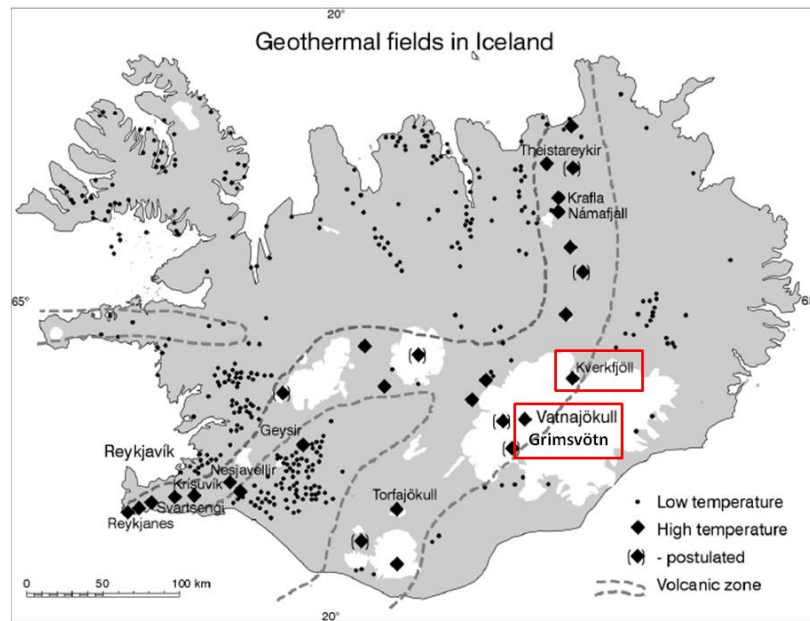 20°
Geothermal fields in Iceland
Theistareykir
Krafla
Námafjall
65°
65
Kverkfjöll
Vatnajökull
Grimsvötn
Geysir
Reykjavík
Nesjavellir
Krísuvík
Svartsengi
Reykjanes
Torfajökull
Low temperature
High temperature
- postulated
Volcanic zone
0 50 100 km
20°